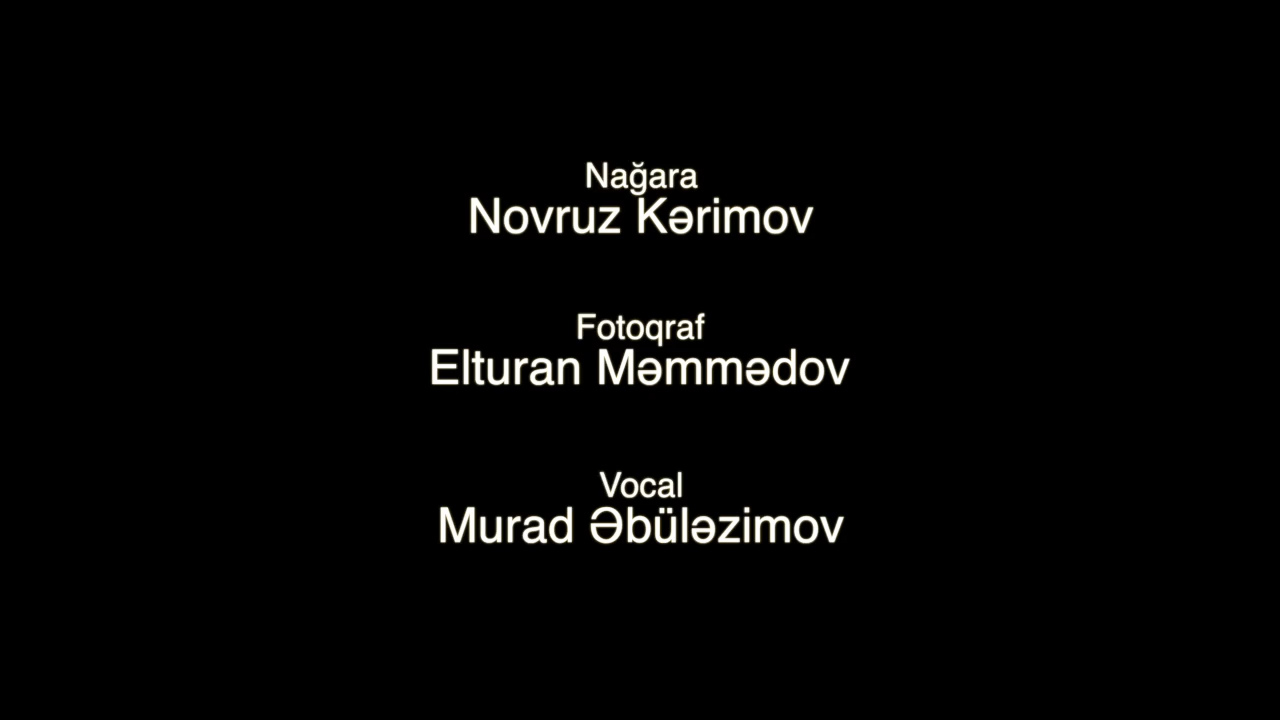 Nağara
Novruz Kərimov
Fotoqraf
Elturan Məmmədov
Vocal
Murad Əbüləzimov